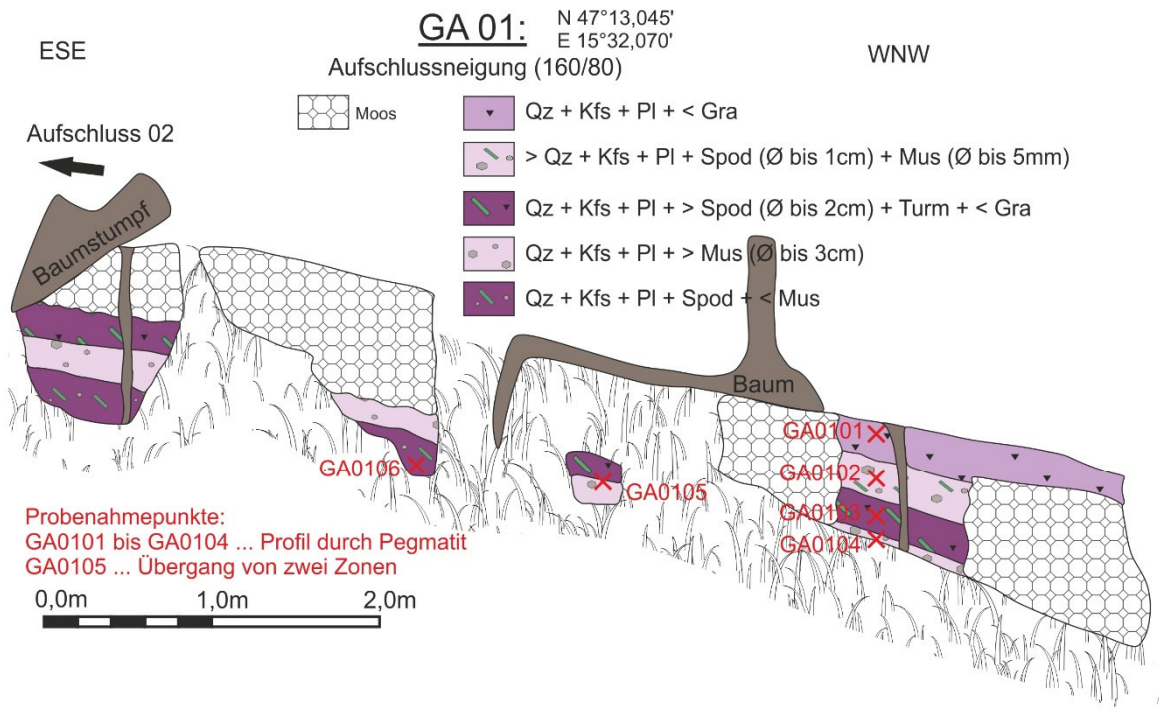 GA 01:
N 47°13,045'
E 15°32,070'
ESE
WNW
Aufschlussneigung (160/80)
Moos
Qz + Kfs + Pl + < Gra
Aufschluss 02
> Qz + Kfs + Pl + Spod (Ø bis 1cm) + Mus (Ø bis 5mm)
Qz + Kfs + Pl + > Spod (Ø bis 2cm) + Turm + < Gra
Baumstumpf
Qz + Kfs + Pl + > Mus (Ø bis 3cm)
Qz + Kfs + Pl + Spod + < Mus
Baum
GA0101
GA0102
GA0103
GA0104
GA0106
GA0105
Probenahmepunkte:
GA0101 bis GA0104 ... Profil durch Pegmatit
GA0105 ... Übergang von zwei Zonen
0,0m 1,0m 2,0m